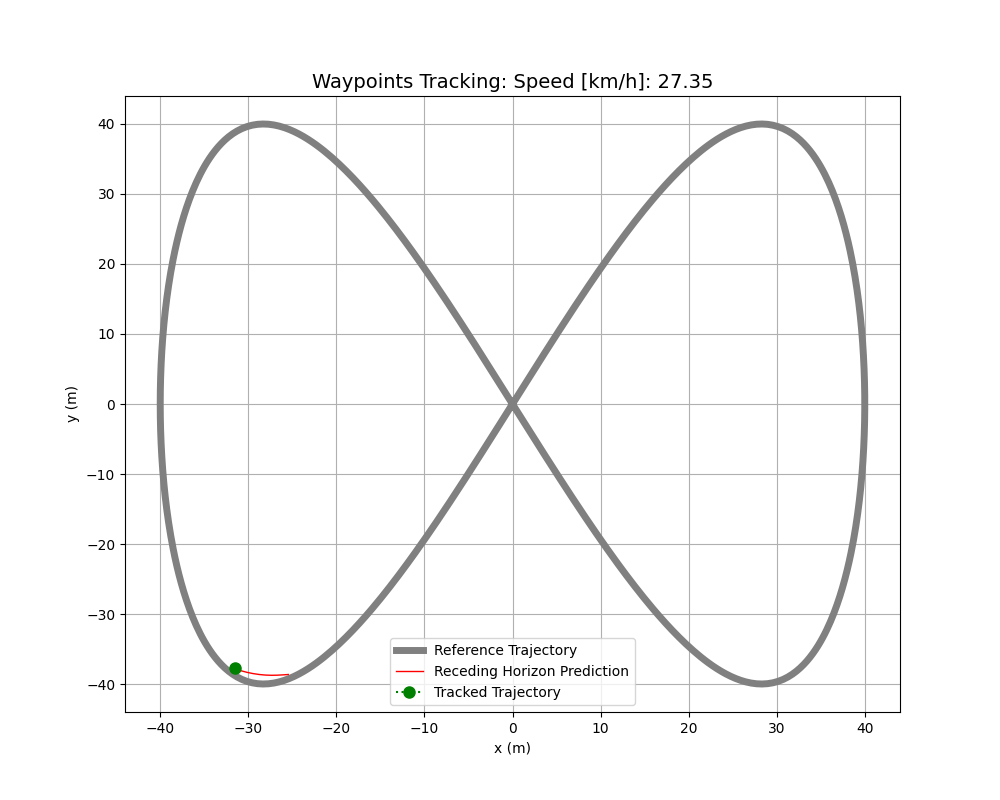 Waypoints Tracking: Speed [km/h]: 27.35
40
30
20
10
0
−10
−20
−30
−40
y (m)
Reference Trajectory
Receding Horizon Prediction
Tracked Trajectory
−40 −30 −20 −10 0 10 20 30 40
x (m)